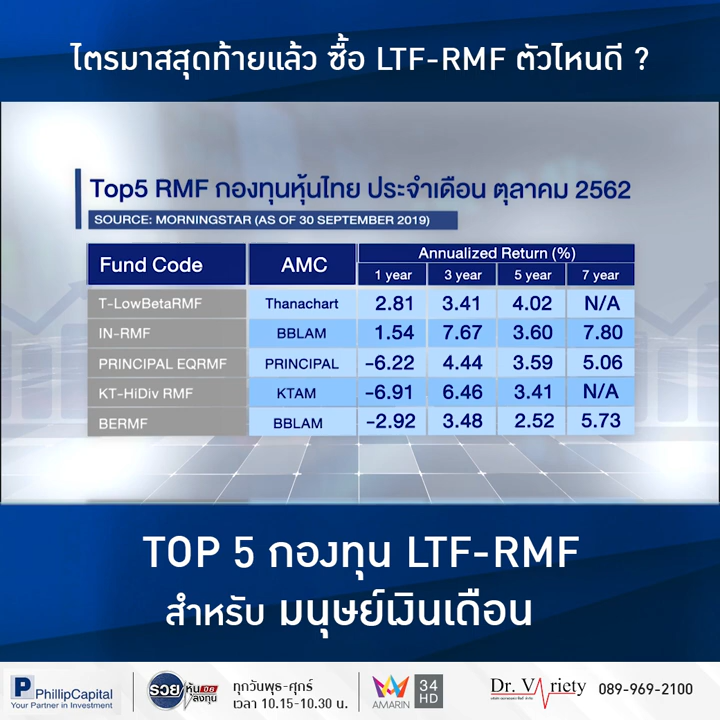 ไตรมาสสุดท้ายแล้ว ซื้อ LTF-RMF ตัวไหนดี ?
Top5 RMF กองทุนหุ้นไทย ประจำเดือน ตุลาคม 2562
SOURCE: MORNINGSTAR (AS OF 30 SEPTEMBER 2019)
Fund Code AMC Annualized Return (%)
1 year 3 year 5 year 7 year
T-LowBetaRMF Thanachart 2.81 3.41 4.02 N/A
IN-RMF BBLAM 1.54 7.67 3.60 7.80
PRINCIPAL EQRMF PRINCIPAL -6.22 4.44 3.59 5.06
KT-HiDiv RMF KTAM -6.91 6.46 3.41 N/A
BERMF BBLAM -2.92 3.48 2.52 5.73
TOP 5 กองทุน LTF-RMF
สำหรับ มนุษย์เงินเดือน
PhillipCapital
Your Partner in Investment
รวยหุ้น
ลงทุน
ทุกวันพุธ-ศุกร์
เวลา 10.15-10.30 น.
AMARIN
34
HD
Dr. Variety
089-969-2100